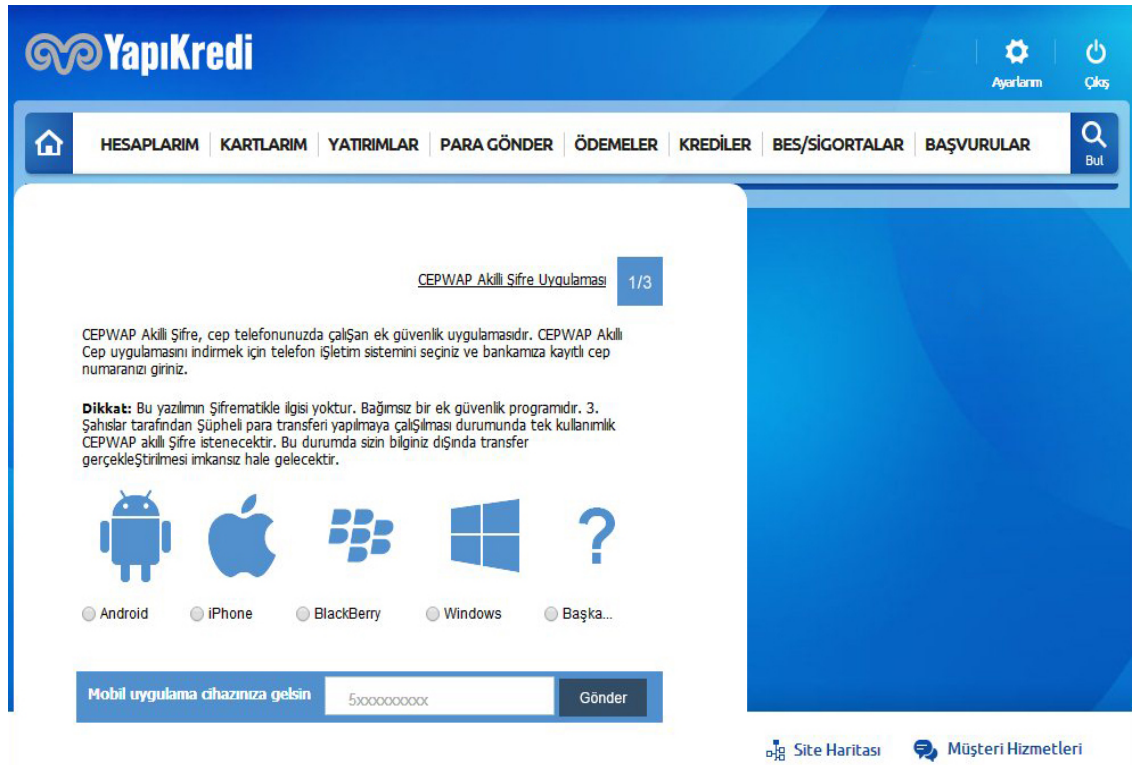 YapıKredi
Ayarlarım
Çıkış
HESAPLARIM
KARTLARIM
YATIRIMLAR
PARA GÖNDER
ÖDEMELER
KREDİLER
BES/SİGORTALAR
BAŞVURULAR
Bul
CEPWAP Akilli Şifre Uygulaması
1/3
CEPWAP Akilli Şifre, cep telefonunuzda çaliŞan ek güvenlik uygulamasıdır. CEPWAP Akıllı
Cep uygulamasını indirmek için telefon iŞletim sistemini seçiniz ve bankamıza kayıtlı cep
numaranızı giriniz.
Dikkat: Bu yazılımın Şifrematikle ilgisi yoktur. Bağımsız bir ek güvenlik programıdır. 3.
Şahıslar tarafından Şüpheli para transferi yapılmaya çalıŞılması durumunda tek kullanımlık
CEPWAP akıllı Şifre istenecektir. Bu durumda sizin bilginiz dıŞında transfer
gerçekleŞtirilmesi imkansız hale gelecektir.
?
Android
iPhone
BlackBerry
Windows
Başka...
Mobil uygulama cihazınıza gelsin
5xxxxxxxxx
Gönder
Site Haritası
Müşteri Hizmetleri